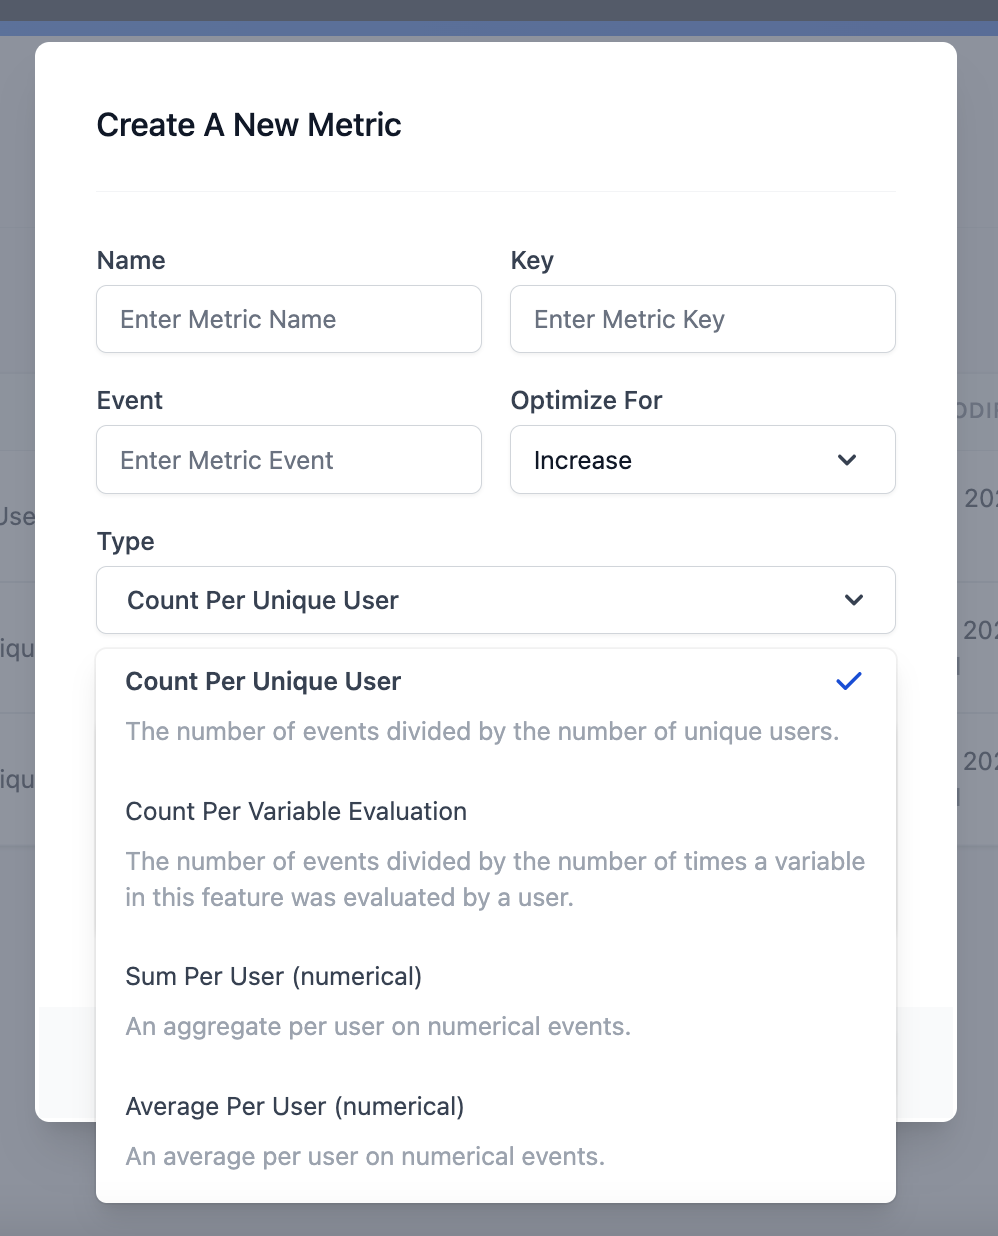 Create A New Metric
Name
Key
Enter Metric Name
Enter Metric Key
Event
Optimize For
Enter Metric Event
Increase
Type
Count Per Unique User
Count Per Unique User
The number of events divided by the number of unique users.
Count Per Variable Evaluation
The number of events divided by the number of times a variable
in this feature was evaluated by a user.
Sum Per User (numerical)
An aggregate per user on numerical events.
Average Per User (numerical)
An average per user on numerical events.